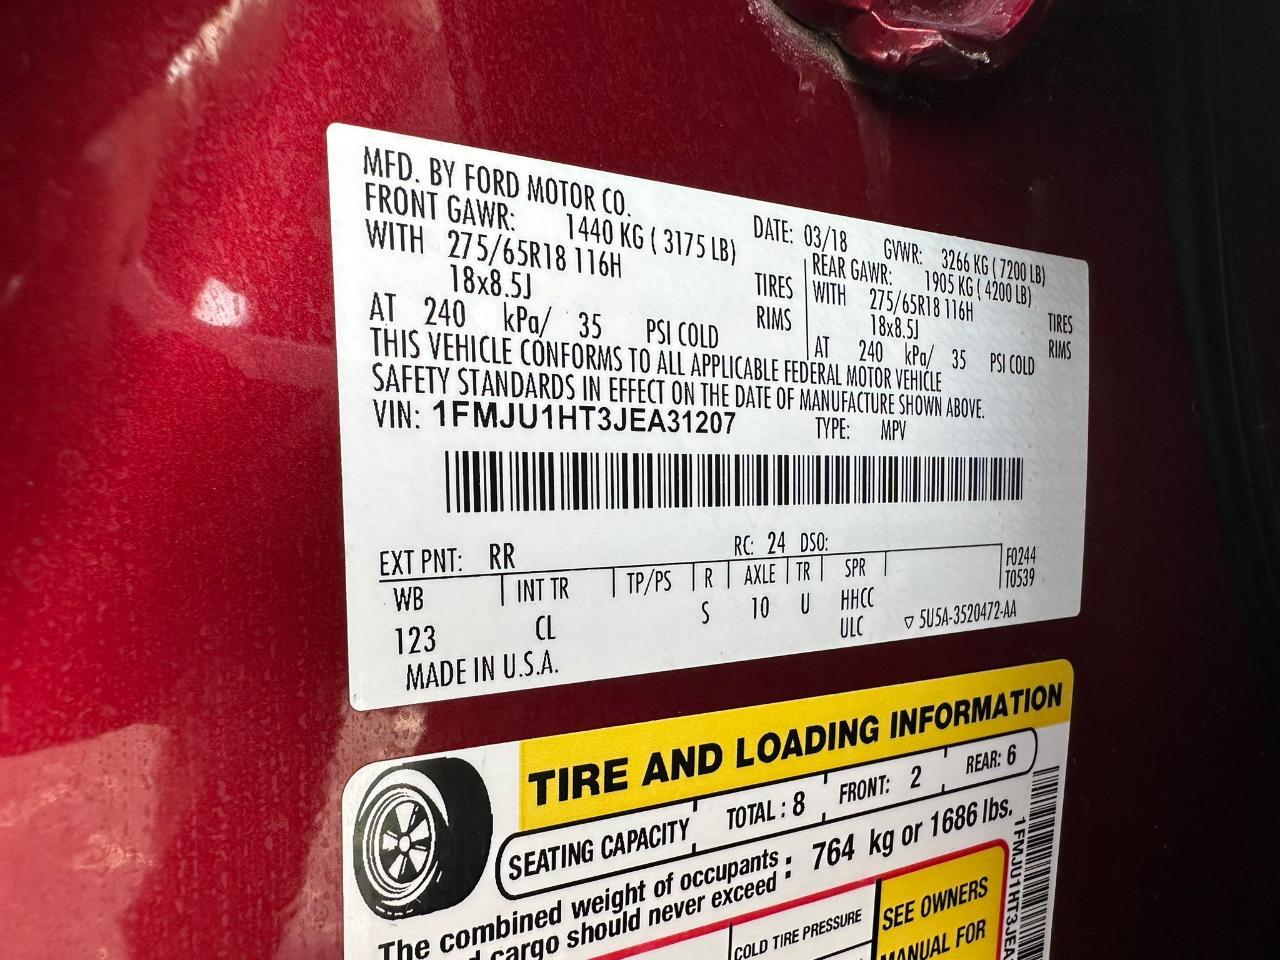 MFD. BY FORD MOTOR CO.
DATE: 03/18 GVWR: 3266 KG ( 7200 LB)
FRONT GAWR: 1440 KG ( 3175 LB) REAR GAWR: 1905 KG ( 4200 LB)
WITH 275/65R18 116H TIRES WITH 275/65R18 116H TIRES
18x8.5J RIMS 18x8.5J RIMS
AT 240 kPa/ 35 PSI COLD AT 240 kPa/ 35 PSI COLD
THIS VEHICLE CONFORMS TO ALL APPLICABLE FEDERAL MOTOR VEHICLE
SAFETY STANDARDS IN EFFECT ON THE DATE OF MANUFACTURE SHOWN ABOVE.
VIN: 1FMJU1HT3JEA31207 TYPE: MPV
EXT PNT: RR RC: 24 DSO:
WB INT TR TP/PS R AXLE TR SPR F0244
T0539
123 CL S 10 U HHCC
ULC ▽ 5U5A-3520472-AA
MADE IN U.S.A.
TIRE AND LOADING INFORMATION
SEATING CAPACITY TOTAL : 8 FRONT: 2 REAR: 6
The combined weight of occupants
cargo should never exceed : 764 kg or 1686 lbs.
COLD TIRE PRESSURE
SEE OWNERS
MANUAL FOR
1FMJU1HT3JEA